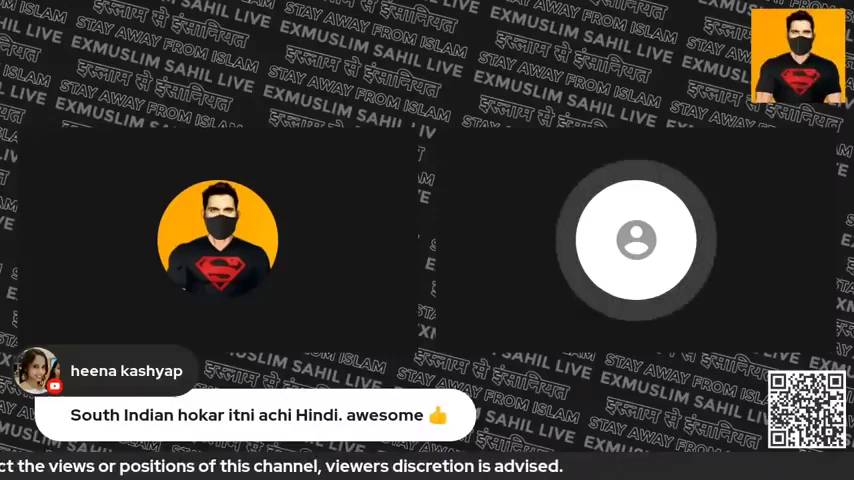 STAY AWAY FROM ISLAM
EXMUSLIM SAHIL LIVE
इस्लाम से इंसानियत
heena kashyap
South Indian hokar itni achi Hindi. awesome 👍
ct the views or positions of this channel, viewers discretion is advised.